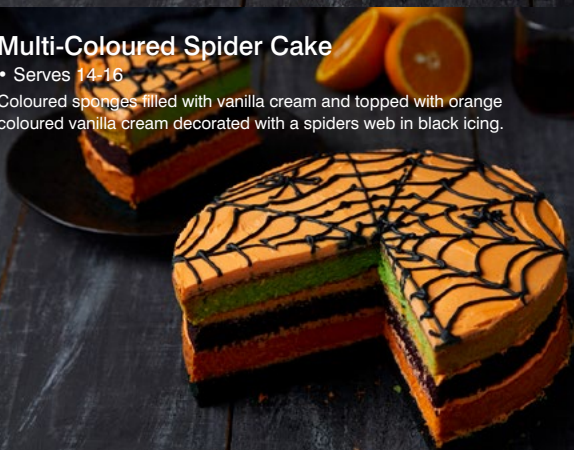 Multi-Coloured Spider Cake
• Serves 14-16
Coloured sponges filled with vanilla cream and topped with orange
coloured vanilla cream decorated with a spiders web in black icing.